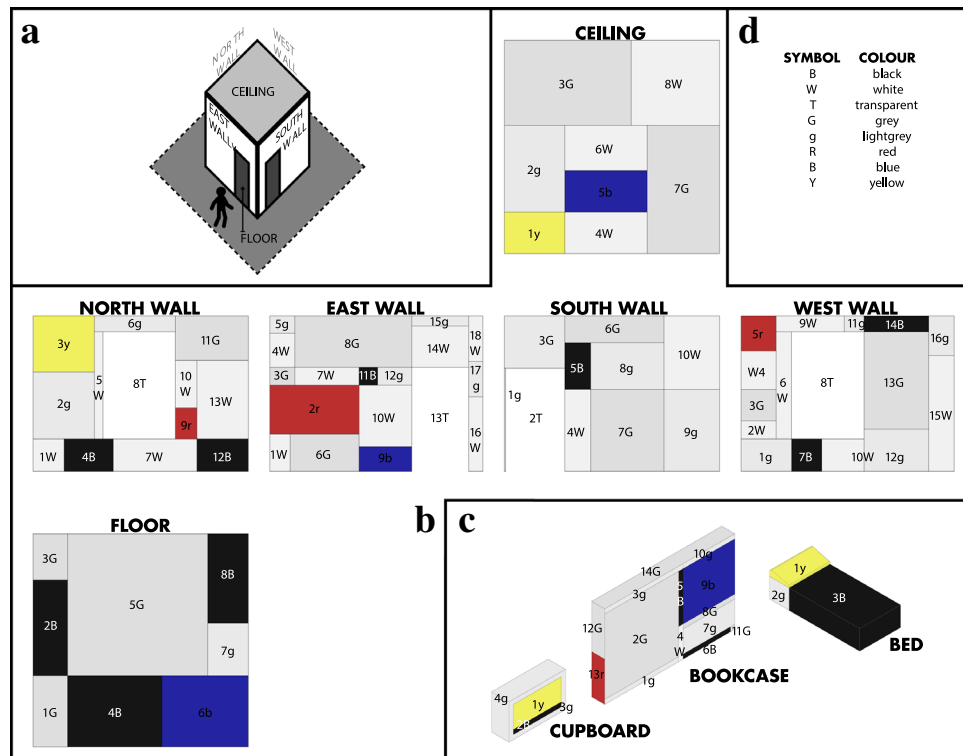 a
NORTH
WALL
WEST
WALL
CEILING
EAST
WALL
SOUTH
WALL
FLOOR
CEILING
3G
8W
6W
2g
5b
7G
1y
4W
d
SYMBOL COLOUR
B black
W white
T transparent
G grey
g lightgrey
R red
B blue
Y yellow
NORTH WALL
6g
3y
11G
5
W
8T
10
W
2g
13W
9r
1W
4B
7W
12B
EAST WALL
5g
15g
8G
18
W
4W
14W
3G
7W
11B
12g
17
g
2r
10W
13T
16
W
1W
6G
9b
SOUTH WALL
6G
3G
10W
5B
8g
1g
2T
4W
7G
9g
WEST WALL
9W
11g
14B
5r
16g
W4
6
W
8T
13G
3G
15W
2W
1g
7B
10W
12g
FLOOR
3G
8B
5G
2B
7g
1G
4B
6b
b
c
10g
14G
5
B
9b
3g
8G
12G
2G
4
W
7g
11G
6B
13r
1g
BOOKCASE
4g
1y
3g
2B
CUPBOARD
1y
2g
3B
BED